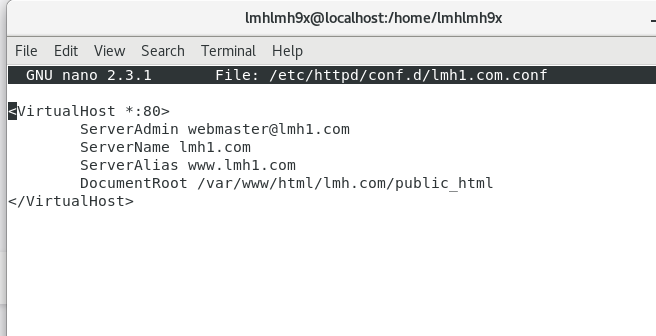 lmhlmh9x@localhost:/home/lmhlmh9x
File Edit View Search Terminal Help
GNU nano 2.3.1 File: /etc/httpd/conf.d/lmh1.com.conf
<VirtualHost *:80>
ServerAdmin webmaster@lmh1.com
ServerName lmh1.com
ServerAlias www.lmh1.com
DocumentRoot /var/www/html/lmh.com/public_html
</VirtualHost>